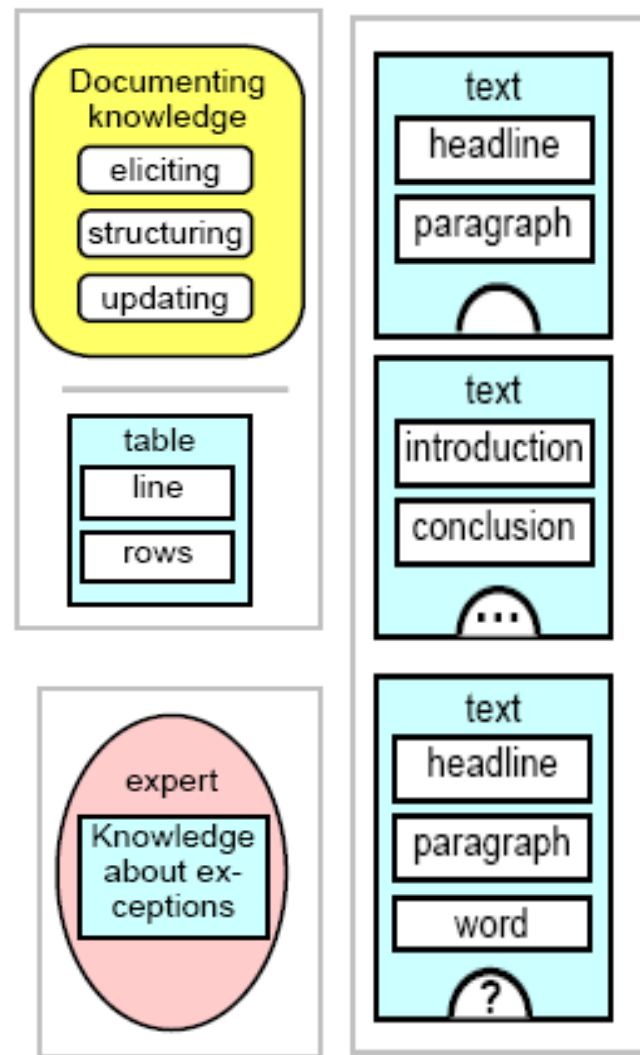 Documenting
knowledge
eliciting
structuring
updating
table
line
rows
expert
Knowledge
about ex-
ceptions
text
headline
paragraph
text
introduction
conclusion
...
text
headline
paragraph
word
?